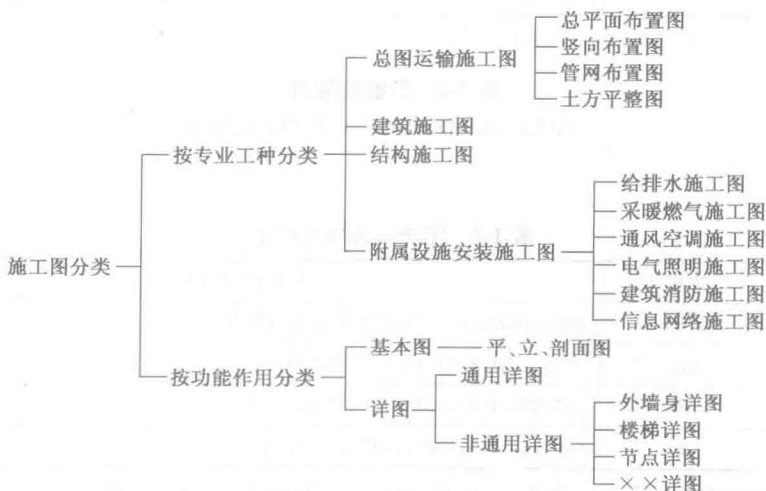 总平面布置图
竖向布置图
总图运输施工图
管网布置图
土方平整图
建筑施工图
按专业工种分类
结构施工图
给排水施工图
采暖燃气施工图
通风空调施工图
附属设施安装施工图
施工图分类
电气照明施工图
建筑消防施工图
信息网络施工图
基本图
平、立、剖面图
按功能作用分类
通用详图
详图
外墙身详图
楼梯详图
非通用详图
节点详图
××详图